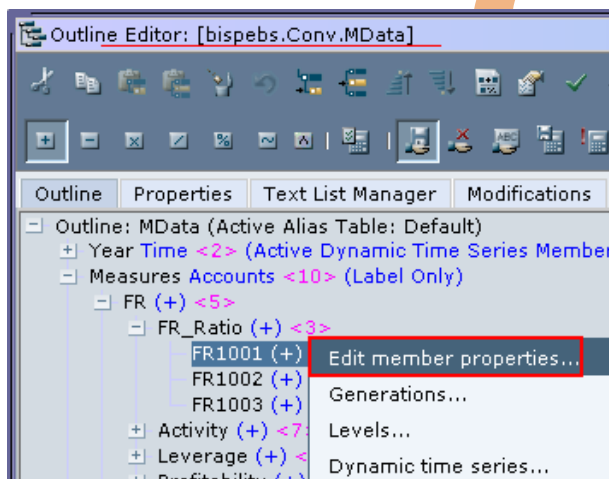 Outline Editor: [bispebs.Conv.MData]
Outline Properties Text List Manager Modifications
Outline: MData (Active Alias Table: Default)
Year Time <2> (Active Dynamic Time Series Member
Measures Accounts <10> (Label Only)
FR (+) <5>
FR_Ratio (+) <3>
FR1001 (+) Edit member properties...
FR1002 (+) Generations...
FR1003 (+)
Activity (+) <7 Levels...
Leverage (+) < Dynamic time series...
Profitability (+)